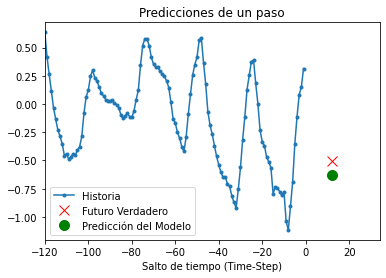 Predicciones de un paso
0.50
0.25
0.00
−0.25
−0.50
−0.75
−1.00
Historia
Futuro Verdadero
Predicción del Modelo
−120 −100 −80 −60 −40 −20 0 20
Salto de tiempo (Time-Step)